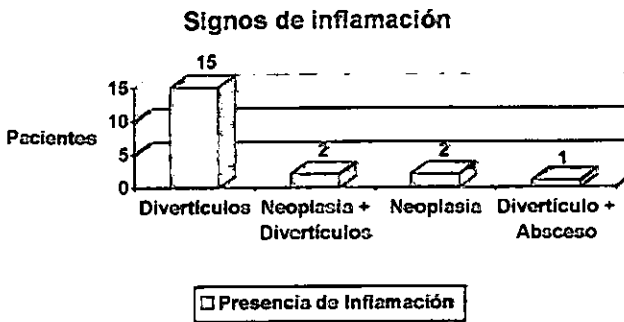 Signos de inflamación
15
15
10
Pacientes
5
2
2
1
0
Divertículos Neoplasia + Neoplasia Divertículo +
Divertículos Absceso
Presencia de Inflamación